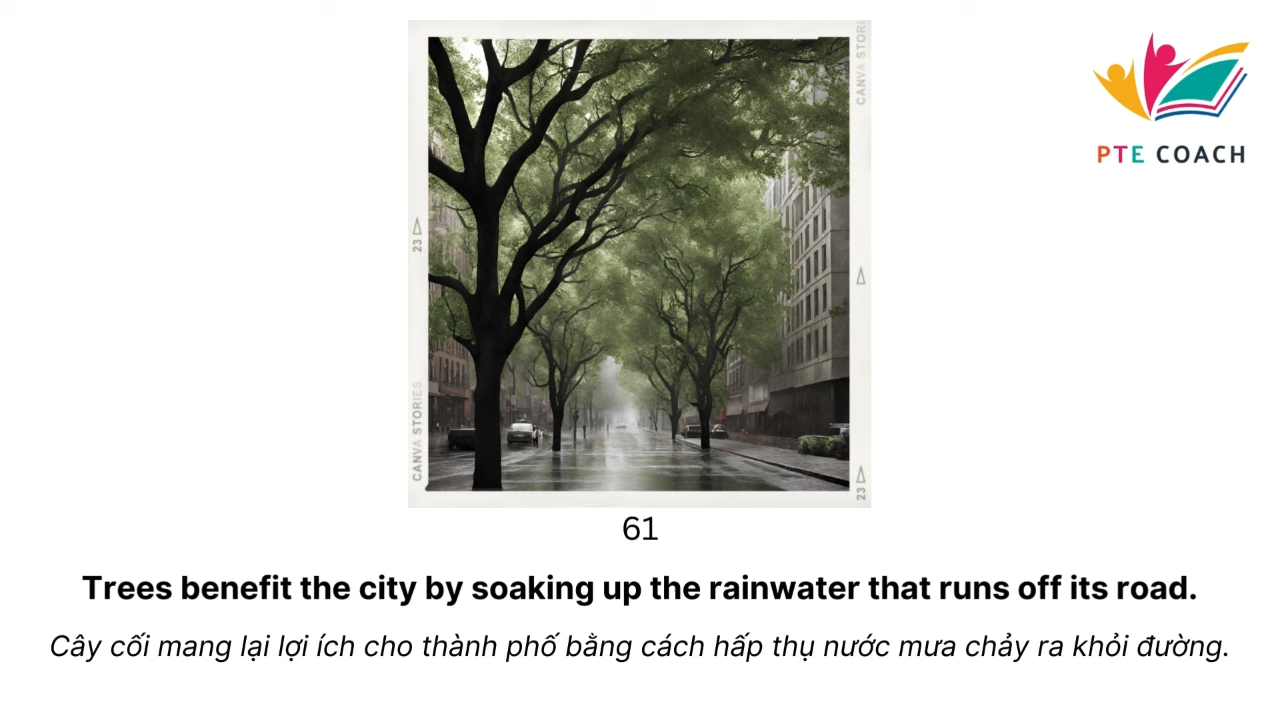 CANVA STORI
PTE COACH
23
CANVA STORIES
23
61
Trees benefit the city by soaking up the rainwater that runs off its road.
Cây cối mang lại lợi ích cho thành phố bằng cách hấp thụ nước mưa chảy ra khỏi đường.